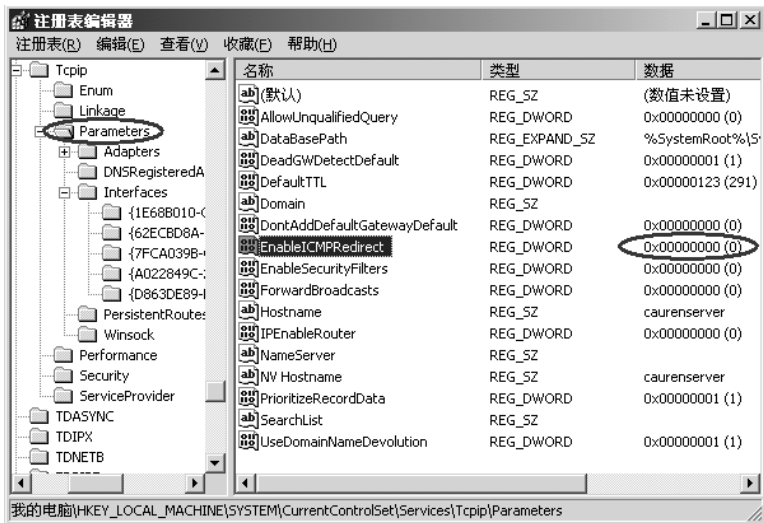 注册表编辑器
注册表(R) 编辑(E) 查看(V) 收藏(F) 帮助(H)
Tcpip
Enum
Linkage
Parameters
Adapters
DNSRegisteredA
Interfaces
{1E68B010-C
{62ECBD8A-
{7FCA039B-
{A022849C-
{D863DE89-
PersistentRoutes
Winsock
Performance
Security
ServiceProvider
TDASYNC
TDIPX
TDNETB
名称 类型 数据
(默认) REG_SZ (数值未设置)
AllowUnqualifiedQuery REG_DWORD 0x00000000 (0)
DataBasePath REG_EXPAND_SZ %SystemRoot%\S
DeadGWDetectDefault REG_DWORD 0x00000001 (1)
DefaultTTL REG_DWORD 0x00000123 (291)
Domain REG_SZ
DontAddDefaultGatewayDefault REG_DWORD 0x00000000 (0)
EnableICMPRedirect REG_DWORD 0x00000000 (0)
EnableSecurityFilters REG_DWORD 0x00000000 (0)
ForwardBroadcasts REG_DWORD 0x00000000 (0)
Hostname REG_SZ caurenserver
IPEnableRouter REG_DWORD 0x00000000 (0)
NameServer REG_SZ
NV Hostname REG_SZ caurenserver
PrioritizeRecordData REG_DWORD 0x00000001 (1)
SearchList REG_SZ
UseDomainNameDevolution REG_DWORD 0x00000001 (1)
我的电脑\HKEY_LOCAL_MACHINE\SYSTEM\CurrentControlSet\Services\Tcpip\Parameters